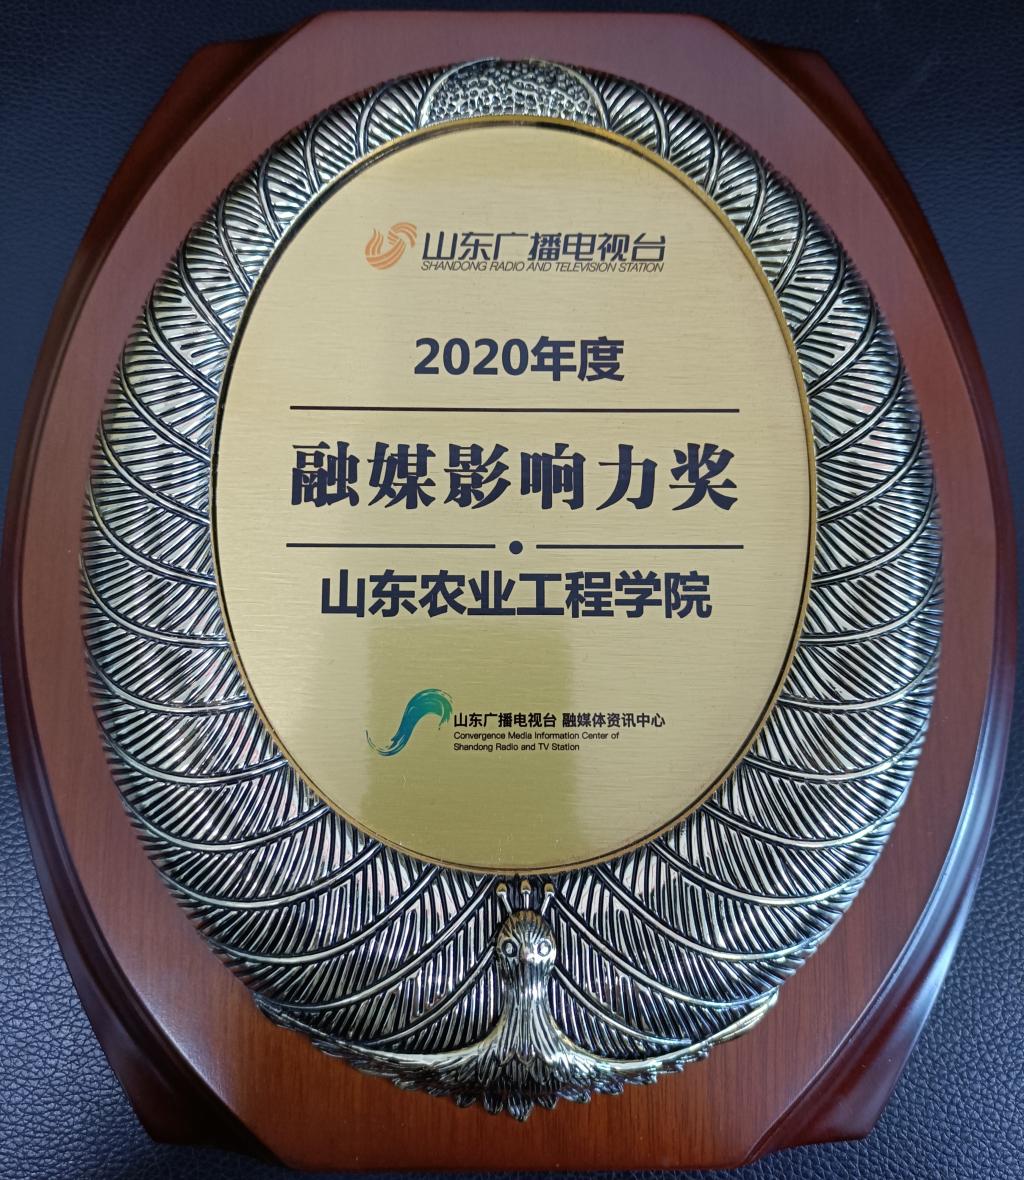 山东广播电视台
SHANDONG RADIO AND TELEVISION STATION
2020年度
融媒影响力奖
山东农业工程学院
山东广播电视台 融媒体资讯中心
Convergence Media Information Center of
Shandong Radio and TV Station